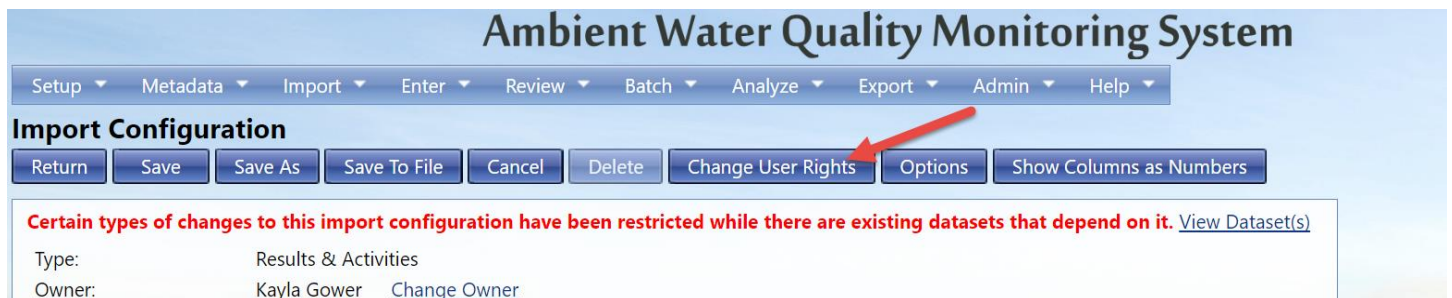 Ambient Water Quality Monitoring System
Setup Metadata Import Enter Review Batch Analyze Export Admin Help
Import Configuration
Return Save Save As Save To File Cancel Delete Change User Rights Options Show Columns as Numbers
Certain types of changes to this import configuration have been restricted while there are existing datasets that depend on it. View Dataset(s)
Type: Results & Activities
Owner: Kayla Gower Change Owner